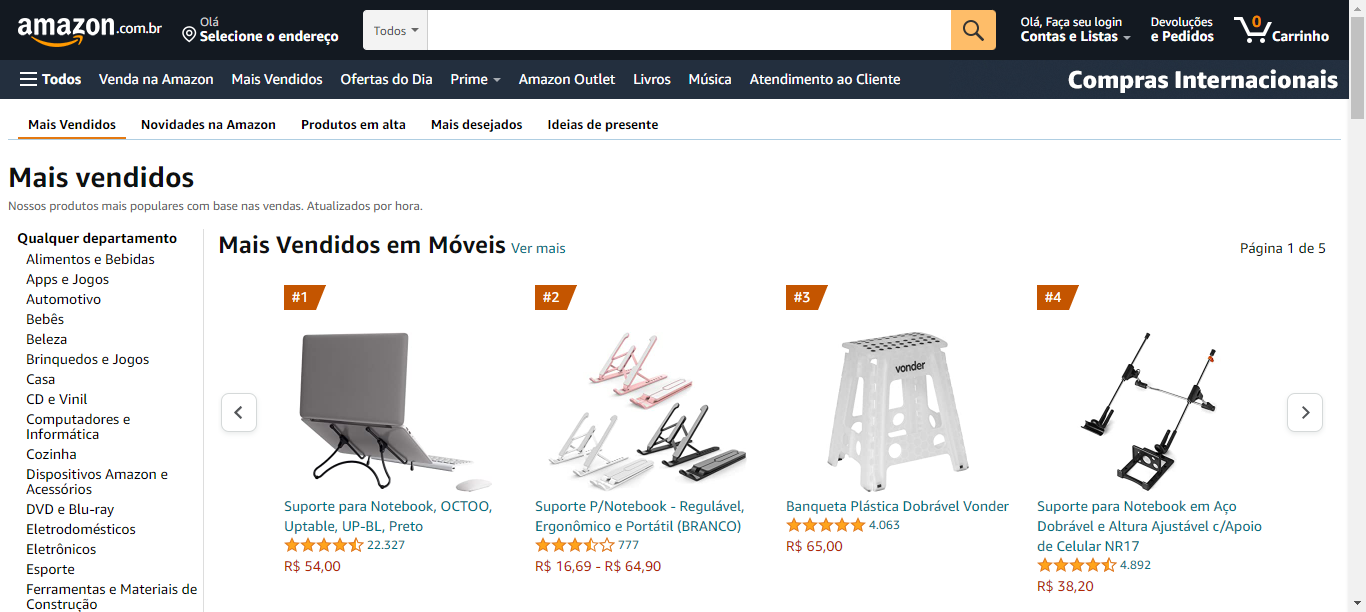 amazon.com.br
Olá
Selecione o endereço
Todos
Olá, Faça seu login
Contas e Listas
Devoluções
e Pedidos
0
Carrinho
Todos
Venda na Amazon
Mais Vendidos
Ofertas do Dia
Prime
Amazon Outlet
Livros
Música
Atendimento ao Cliente
Compras Internacionais
Mais Vendidos
Novidades na Amazon
Produtos em alta
Mais desejados
Ideias de presente
Mais vendidos
Nossos produtos mais populares com base nas vendas. Atualizados por hora.
Qualquer departamento
Alimentos e Bebidas
Apps e Jogos
Automotivo
Bebês
Beleza
Brinquedos e Jogos
Casa
CD e Vinil
Computadores e
Informática
Cozinha
Dispositivos Amazon e
Acessórios
DVD e Blu-ray
Eletrodomésticos
Eletrônicos
Esporte
Ferramentas e Materiais de
Construção
Mais Vendidos em Móveis Ver mais
Página 1 de 5
#1
Suporte para Notebook, OCTOO,
Uptable, UP-BL, Preto
22.327
R$ 54,00
#2
Suporte P/Notebook - Regulável,
Ergonômico e Portátil (BRANCO)
777
R$ 16,69 - R$ 64,90
#3
vonder
Banqueta Plástica Dobrável Vonder
4.063
R$ 65,00
#4
Suporte para Notebook em Aço
Dobrável e Altura Ajustável c/Apoio
de Celular NR17
4.892
R$ 38,20